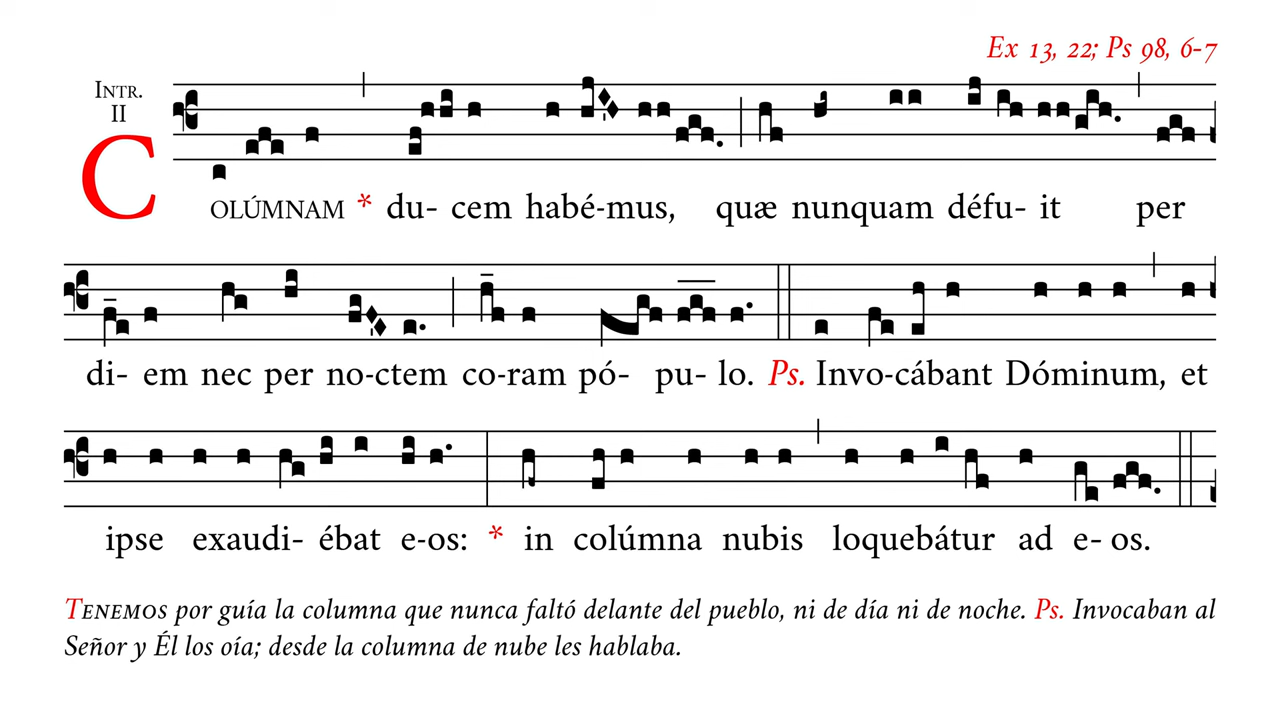 Ex 13, 22; Ps 98, 6-7
Intr.
II
COLÚMNAM * du- cem habé-mus, quæ nunquam défu- it per
di- em nec per no-ctem co-ram pó- pu- lo. Ps. Invo-cábant Dóminum, et
ipse exaudi- ébat e-os: * in colúmna nubis loquebátur ad e- os.
Tenemos por guía la columna que nunca faltó delante del pueblo, ni de día ni de noche. Ps. Invocaban al
Señor y Él los oía; desde la columna de nube les hablaba.